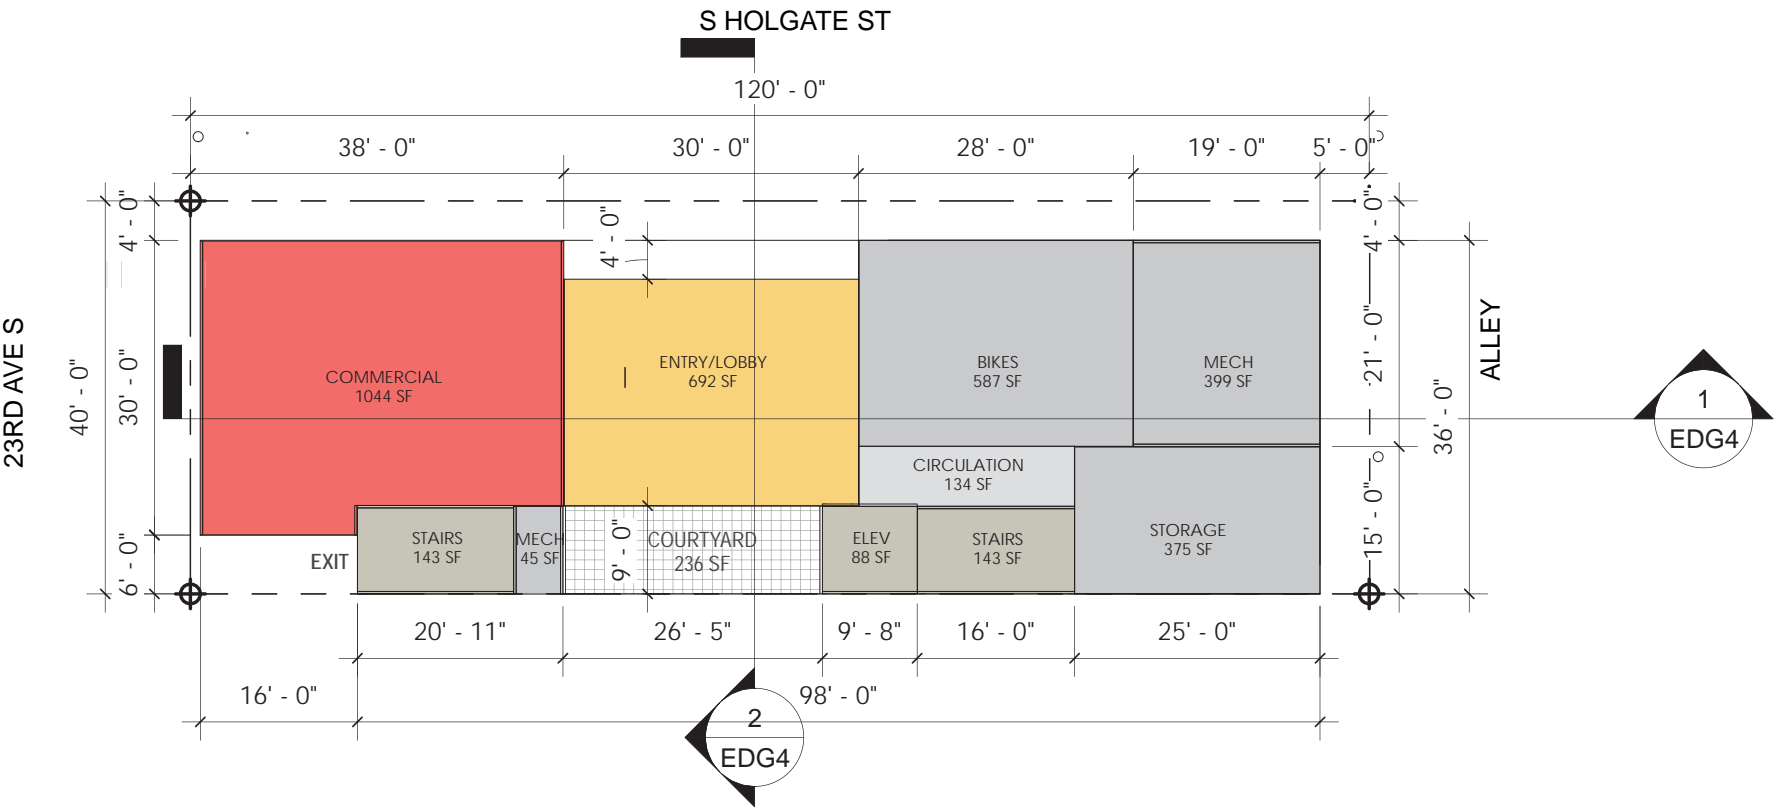 S HOLGATE ST
120' - 0"
38' - 0"
30' - 0"
28' - 0"
19' - 0"
5' - 0"
4' - 0"
4' - 0"
4' - 0"
23RD AVE S
40' - 0"
30' - 0"
6' - 0"
COMMERCIAL
1044 SF
ENTRY/LOBBY
692 SF
BIKES
587 SF
MECH
399 SF
21' - 0"
36' - 0"
15' - 0"
ALLEY
1
EDG4
CIRCULATION
134 SF
STORAGE
375 SF
EXIT
STAIRS
143 SF
MECH
45 SF
9' - 0"
COURTYARD
236 SF
ELEV
88 SF
STAIRS
143 SF
20' - 11"
26' - 5"
9' - 8"
16' - 0"
25' - 0"
16' - 0"
98' - 0"
2
EDG4